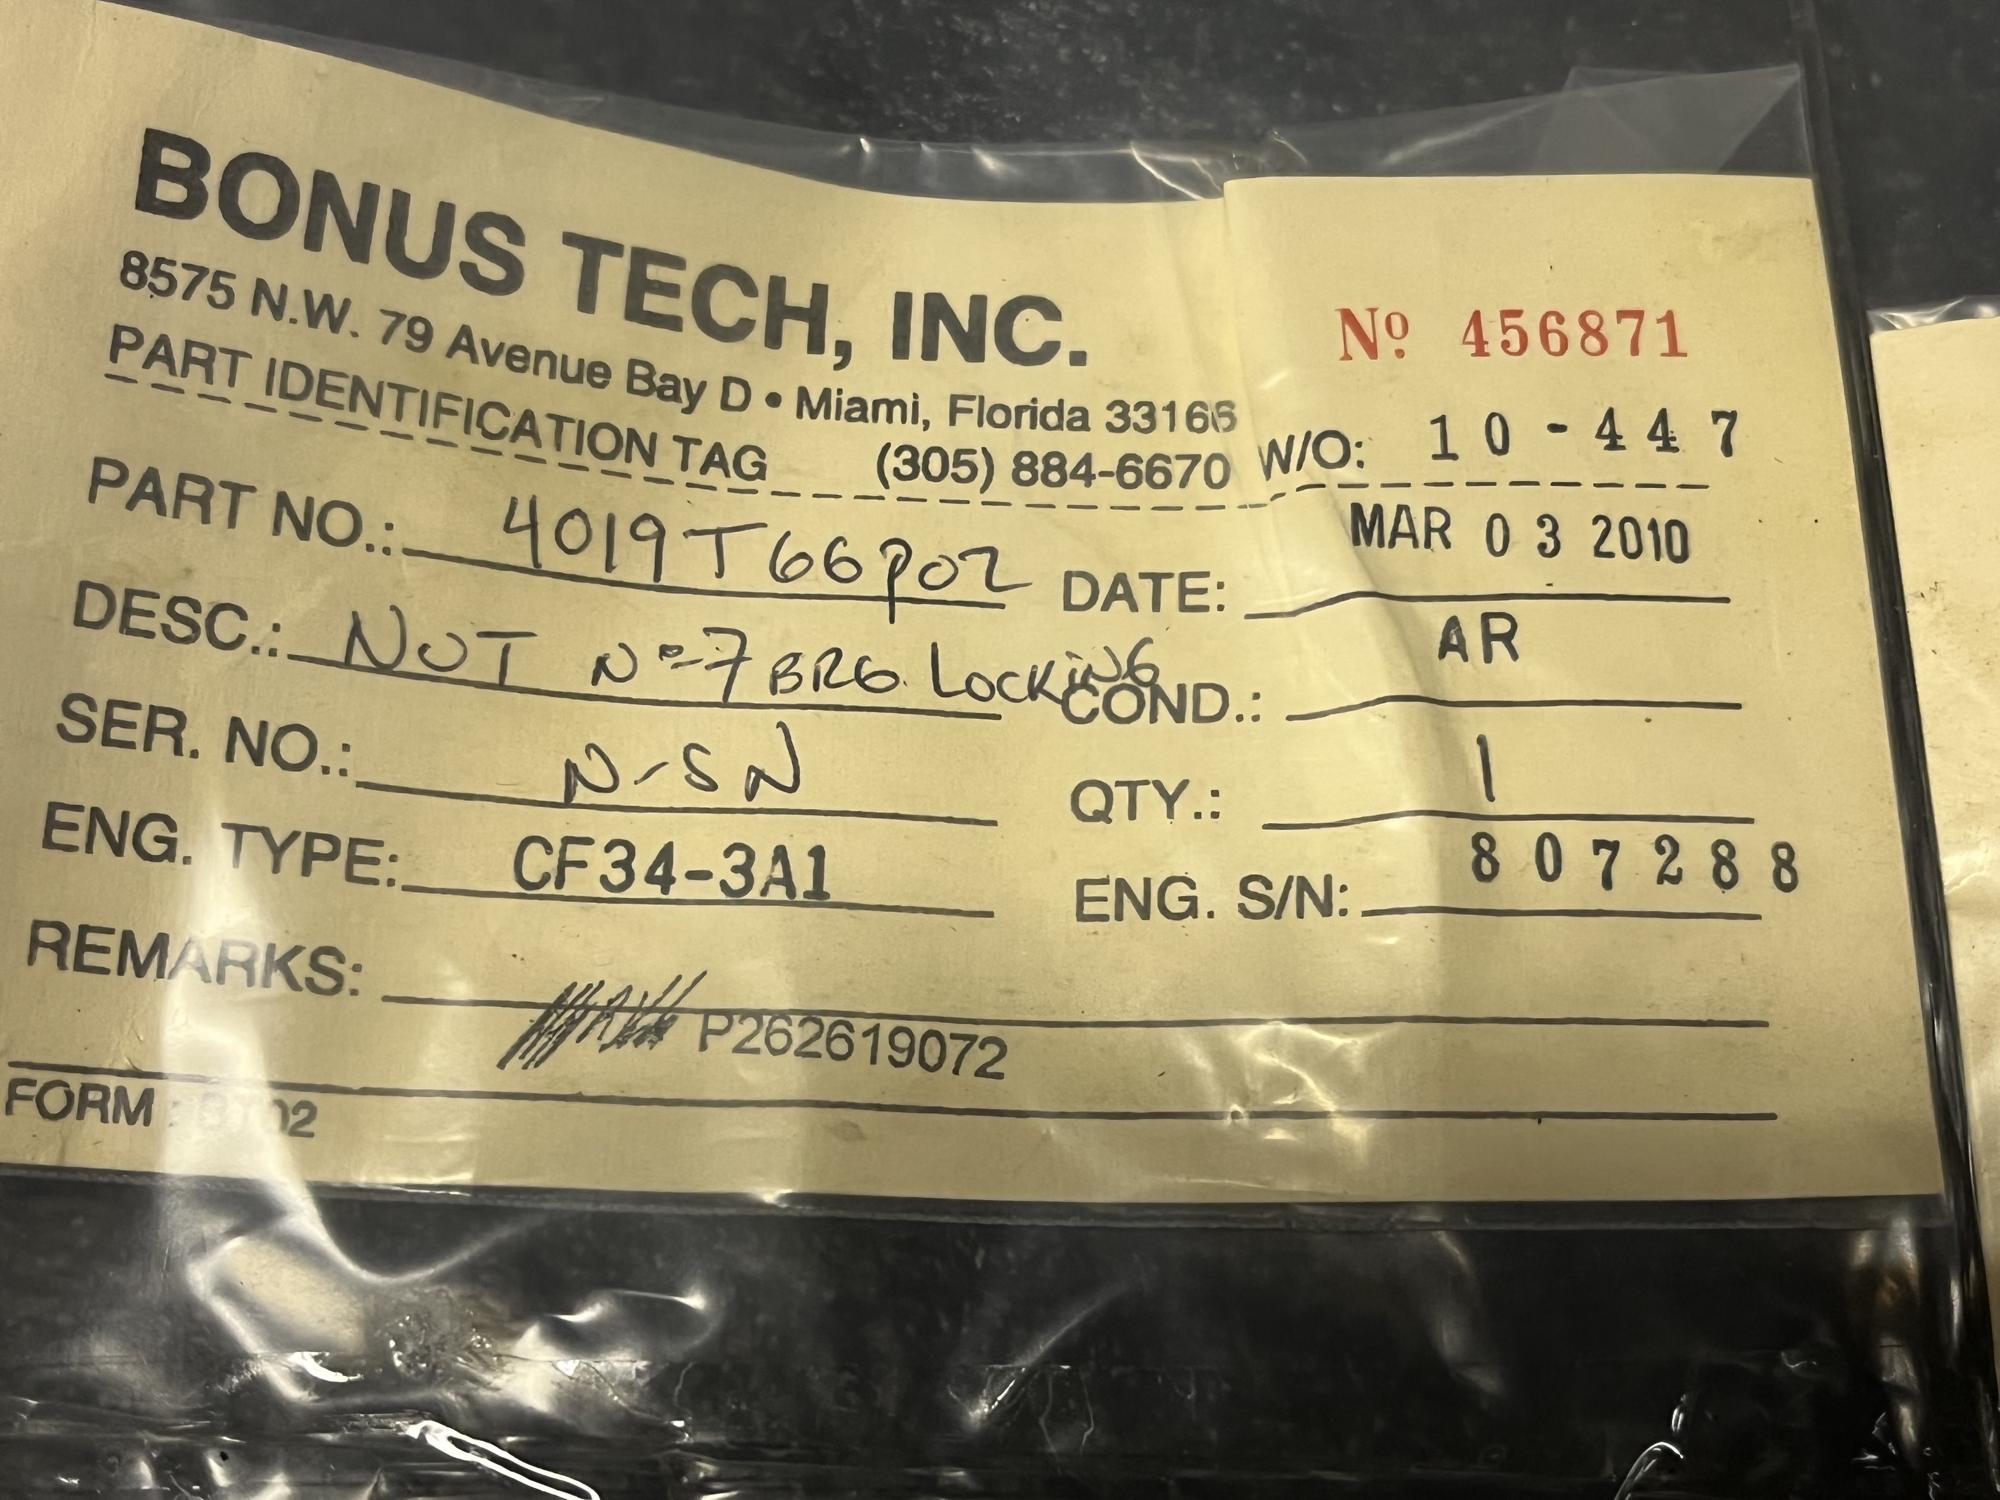 BONUS TECH, INC.
8575 N.W. 79 Avenue Bay D • Miami, Florida 33166
Nº 456871
PART IDENTIFICATION TAG (305) 884-6670 W/O: 10-447
PART NO.: 4019T66P02 DATE: MAR 03 2010
DESC.: NUT Nº-7 BRG. LOCKING COND.: AR
SER. NO.: N-SN QTY.: 1
ENG. TYPE: CF34-3A1 ENG. S/N: 807288
REMARKS:
P262619072
FORM